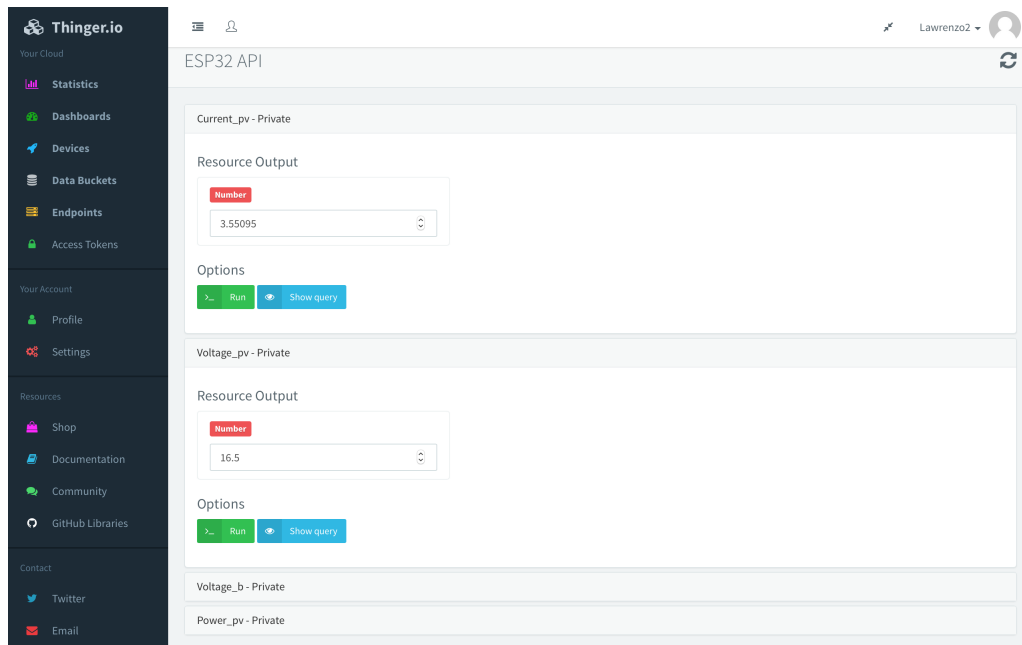 Thinger.io
Your Cloud
Statistics
Dashboards
Devices
Data Buckets
Endpoints
Access Tokens
Your Account
Profile
Settings
Resources
Shop
Documentation
Community
GitHub Libraries
Contact
Twitter
Email
Lawrenzo2
ESP32 API
Current_pv - Private
Resource Output
Number
3.55095
Options
>_ Run Show query
Voltage_pv - Private
Resource Output
Number
16.5
Options
>_ Run Show query
Voltage_b - Private
Power_pv - Private